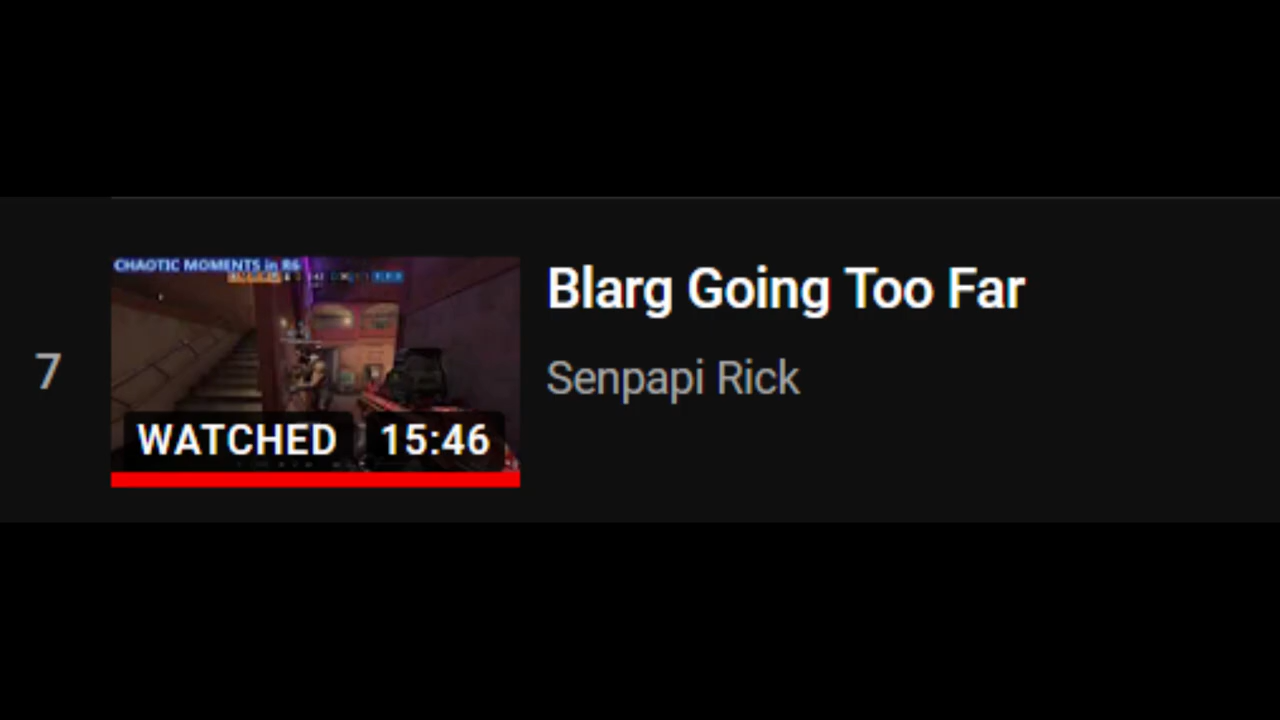 CHAOTIC MOMENTS in R6
Blarg Going Too Far
7
Senpapi Rick
WATCHED
15:46